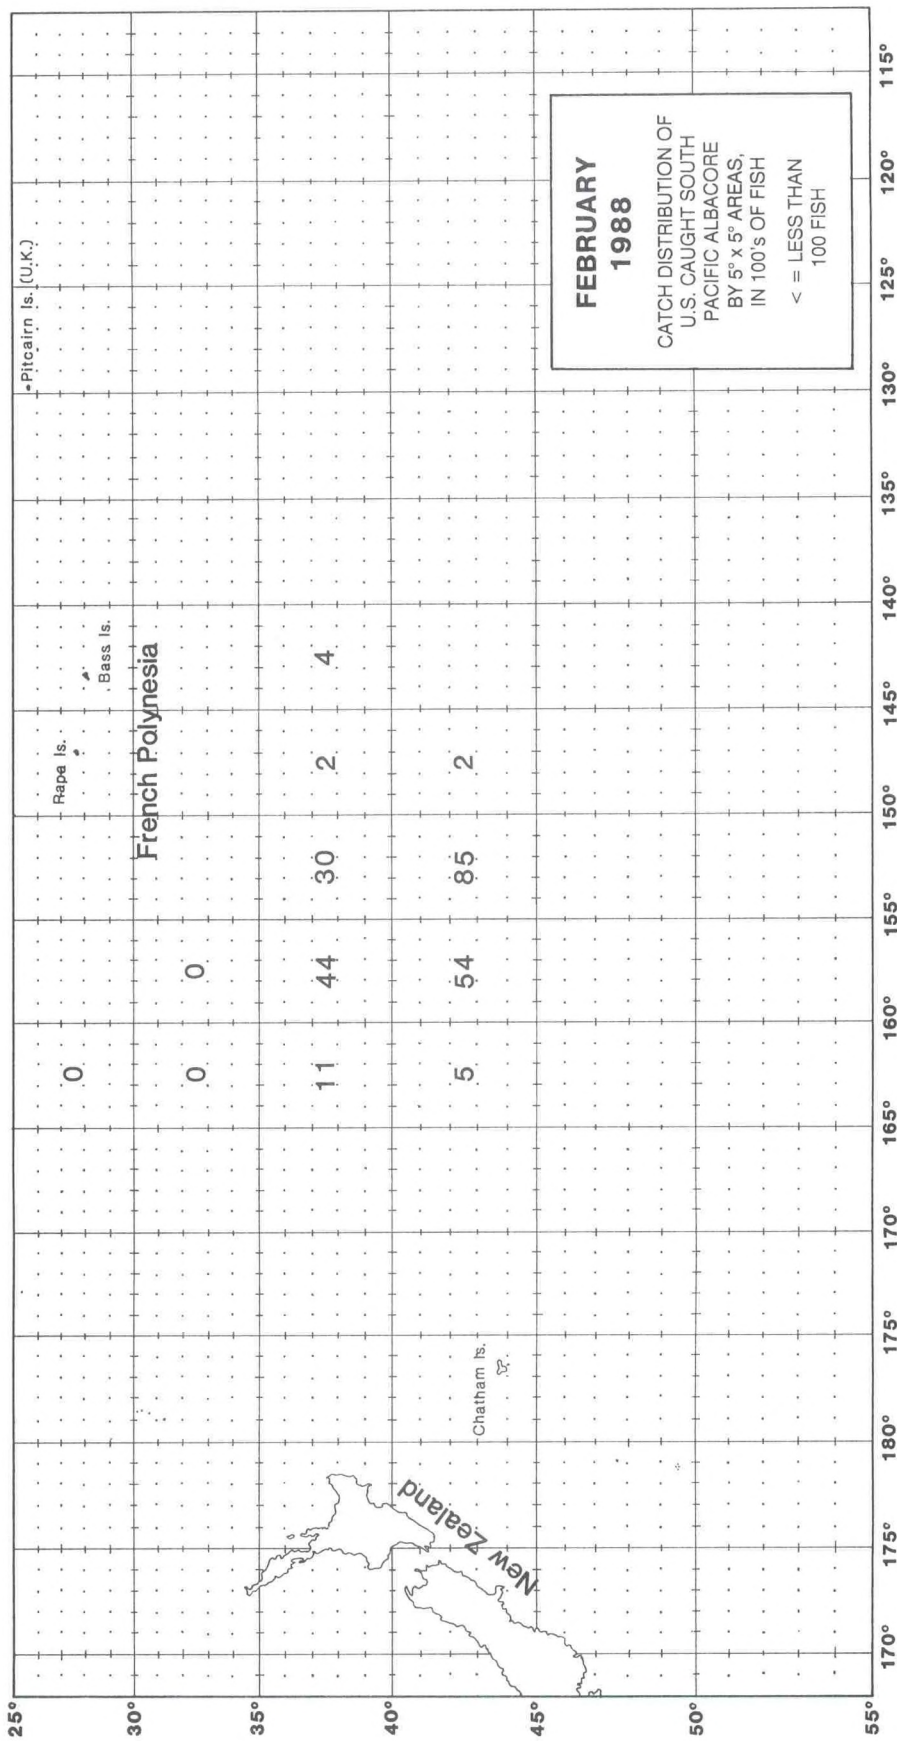 •Pitcairn Is. (U.K.)
Rapa Is.
Bass Is.
French Polynesia
0
0 0
11 44 30 2 4
5 54 85 2
New Zealand
Chatham Is.
FEBRUARY
1988
CATCH DISTRIBUTION OF
U.S. CAUGHT SOUTH
PACIFIC ALBACORE
BY 5° x 5° AREAS,
IN 100's OF FISH
< = LESS THAN
100 FISH
25°
30°
35°
40°
45°
50°
55°
170° 175° 180° 175° 170° 165° 160° 155° 150° 145° 140° 135° 130° 125° 120° 115°